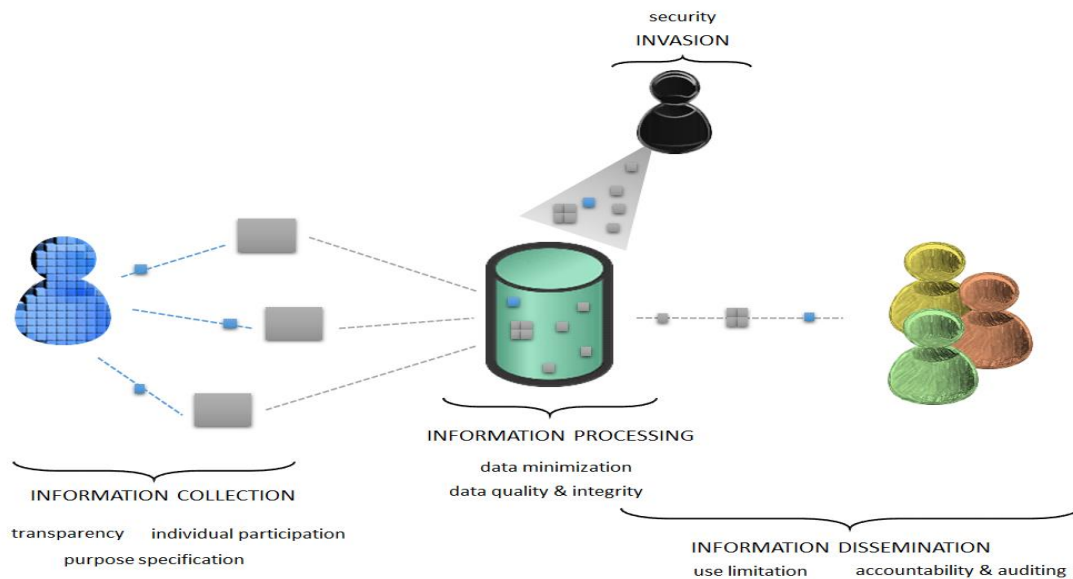 security
INVASION
INFORMATION PROCESSING
data minimization
data quality & integrity
INFORMATION COLLECTION
transparency individual participation
purpose specification
INFORMATION DISSEMINATION
use limitation accountability & auditing